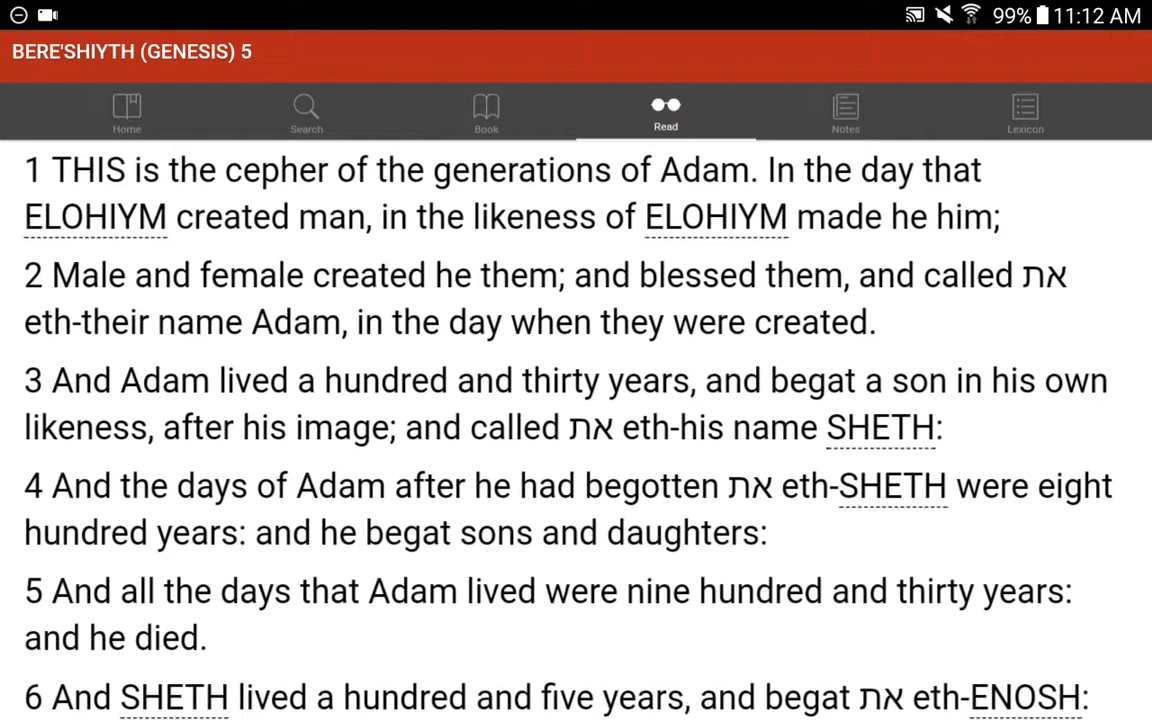 99% 11:12 AM
BERE'SHIYTH (GENESIS) 5
Home Search Book Read Notes Lexicon
1 THIS is the cepher of the generations of Adam. In the day that
ELOHIYM created man, in the likeness of ELOHIYM made he him;
2 Male and female created he them; and blessed them, and called את
eth-their name Adam, in the day when they were created.
3 And Adam lived a hundred and thirty years, and begat a son in his own
likeness, after his image; and called את eth-his name SHETH:
4 And the days of Adam after he had begotten את eth-SHETH were eight
hundred years: and he begat sons and daughters:
5 And all the days that Adam lived were nine hundred and thirty years:
and he died.
6 And SHETH lived a hundred and five years, and begat את eth-ENOSH: